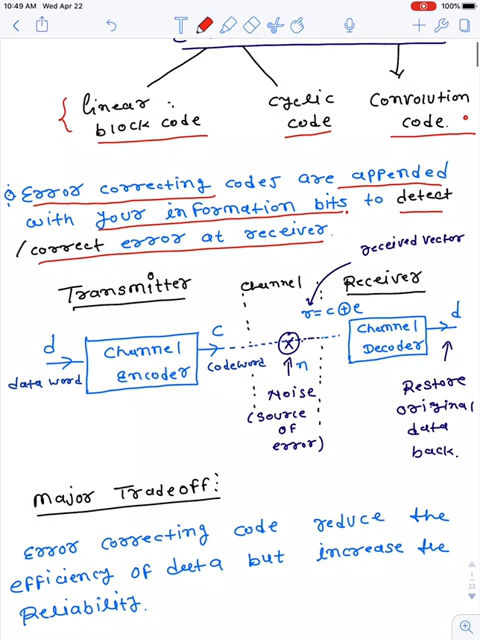 10:49 AM Wed Apr 22
100%
T
linear :
block code
cyclic
code
Convolution
code.
Error correcting codes are appended
with your information bits to detect
/correct error at receiver.
received vector
Transmitter
channel
Receiver
r = c ⊕ e
d
data word
Channel
encoder
C
codeword
×
n
Noise
(source
of
error)
Channel
Decoder
d
Restore
original
data
back.
Major Tradeoff:
Error correcting code reduce the
efficiency of data but increase the
Reliability.
1
23